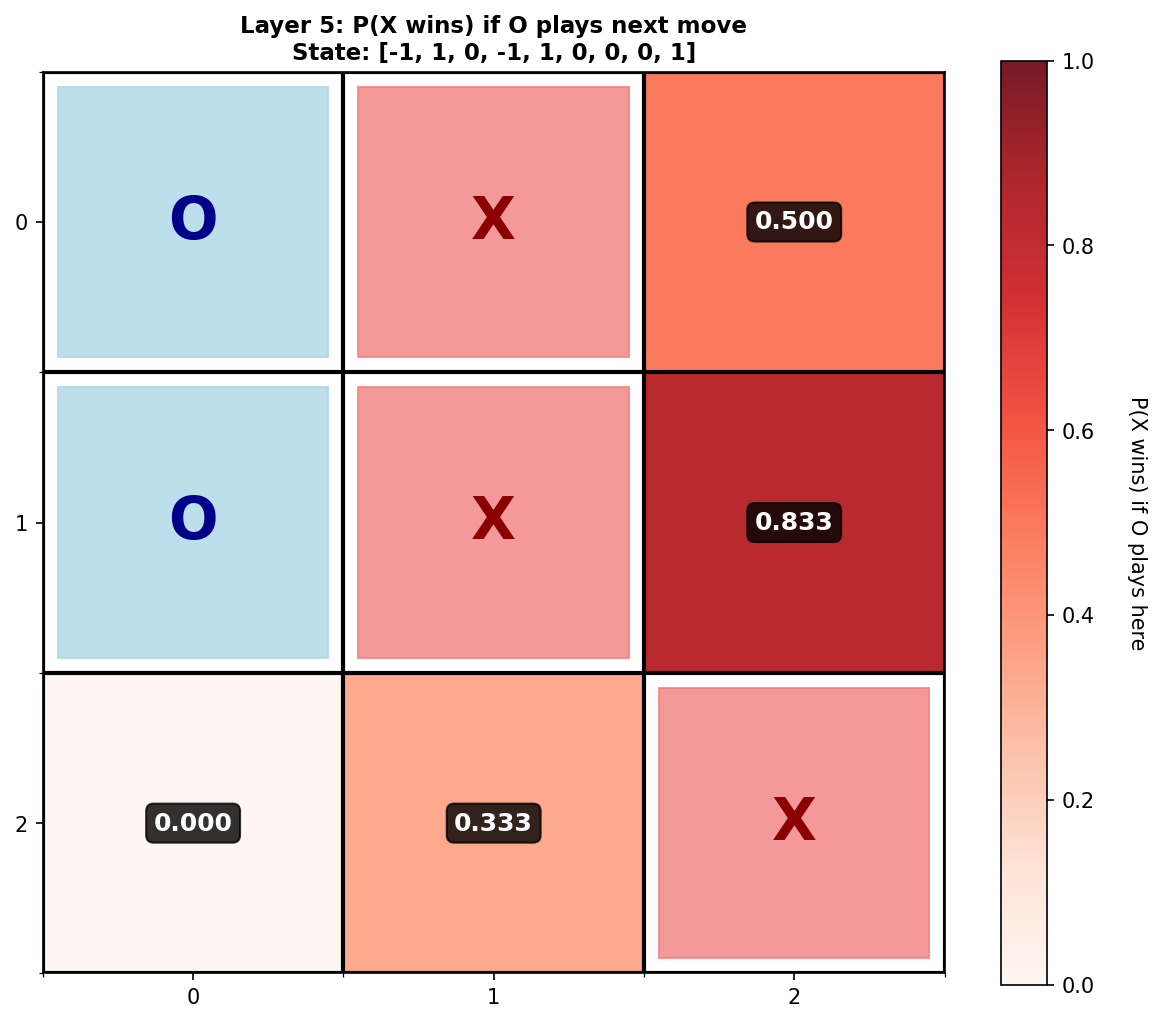 Layer 5: P(X wins) if O plays next move
State: [-1, 1, 0, -1, 1, 0, 0, 0, 1]
0
O
X
0.500
1
O
X
0.833
2
0.000
0.333
X
0
1
2
1.0
0.8
0.6
0.4
0.2
0.0
P(X wins) if O plays here